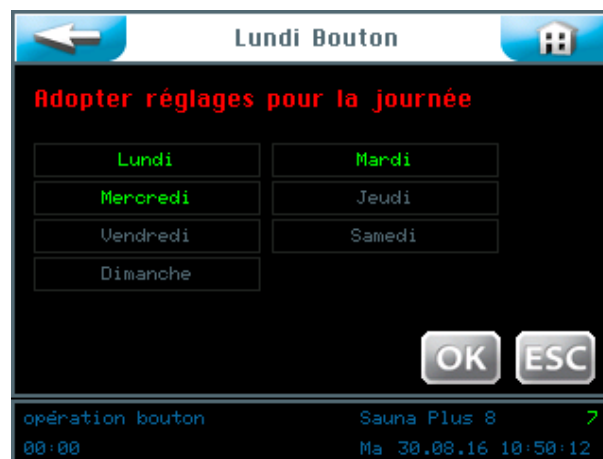 Lundi Bouton
Adopter réglages pour la journée
Lundi Mardi
Mercredi Jeudi
Vendredi Samedi
Dimanche
OK ESC
opération bouton Sauna Plus 8 7
00:00 Ma 30.08.16 10:50:12